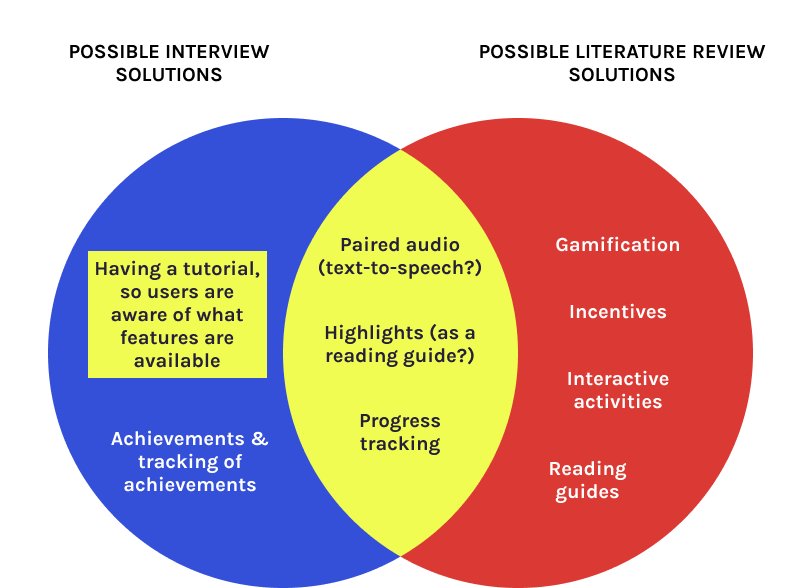 POSSIBLE INTERVIEW
SOLUTIONS
POSSIBLE LITERATURE REVIEW
SOLUTIONS
Having a tutorial,
so users are
aware of what
features are
available
Achievements &
tracking of
achievements
Paired audio
(text-to-speech?)
Highlights (as a
reading guide?)
Progress
tracking
Gamification
Incentives
Interactive
activities
Reading
guides